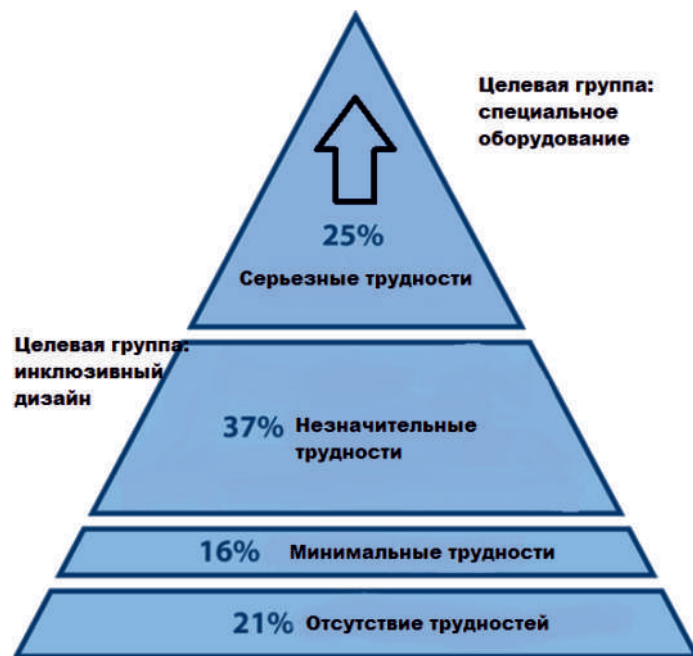 Целевая группа:
специальное
оборудование
25%
Серьезные трудности
Целевая группа:
инклюзивный
дизайн
37% Незначительные
трудности
16% Минимальные трудности
21% Отсутствие трудностей